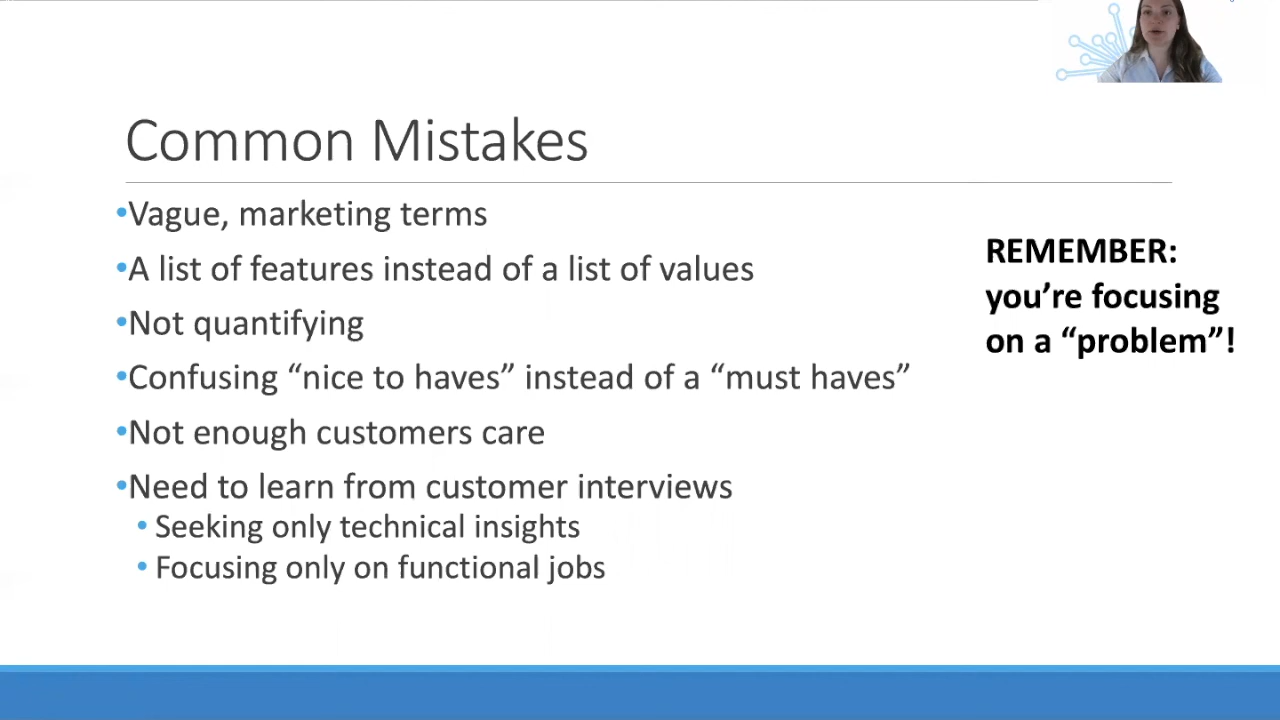 Common Mistakes
•Vague, marketing terms
•A list of features instead of a list of values
•Not quantifying
•Confusing “nice to haves” instead of a “must haves”
•Not enough customers care
•Need to learn from customer interviews
• Seeking only technical insights
• Focusing only on functional jobs
REMEMBER:
you’re focusing
on a “problem”!